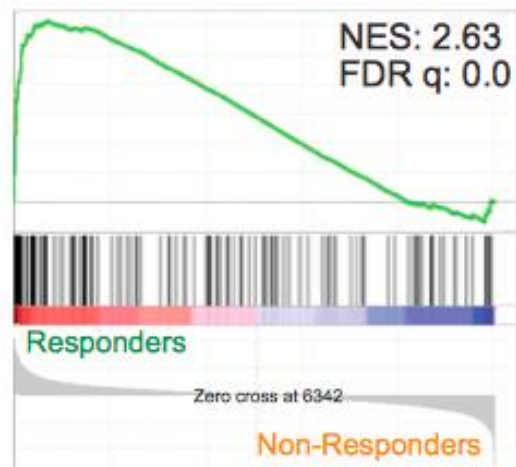 NES: 2.63
FDR q: 0.0
Responders
Zero cross at 6342
Non-Responders